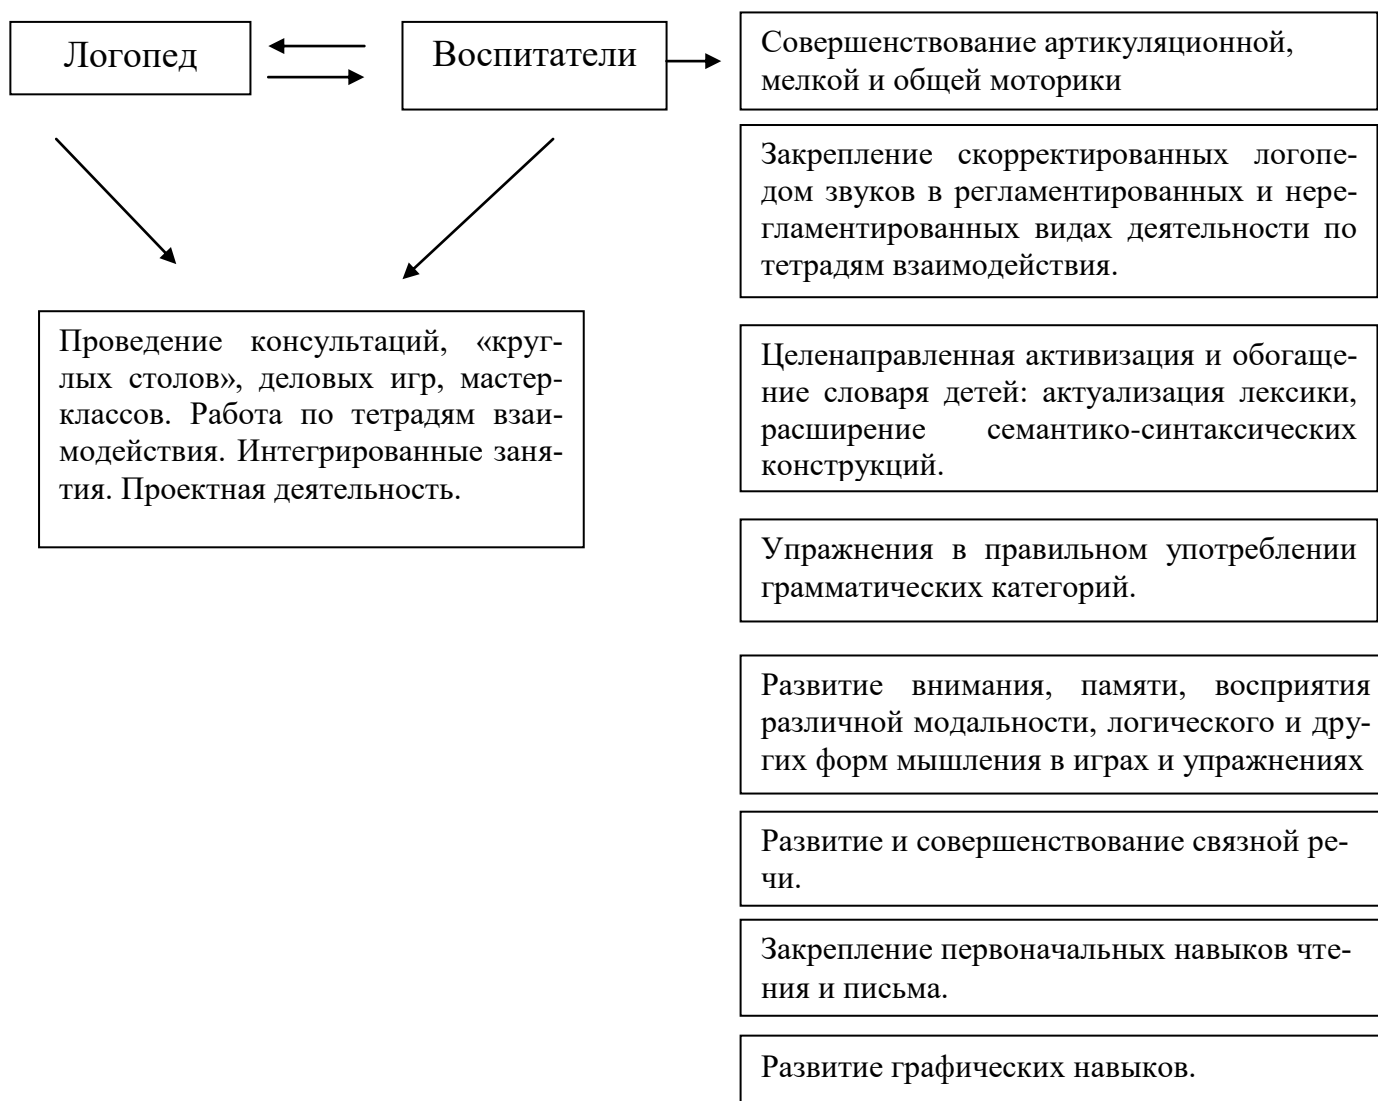 Логопед
Воспитатели
Совершенствование артикуляционной,
мелкой и общей моторики
Закрепление скорректированных логопе-
дом звуков в регламентированных и нере-
гламентированных видах деятельности по
тетрадям взаимодействия.
Проведение консультаций, «круг-
лых столов», деловых игр, мастер-
классов. Работа по тетрадям взаи-
модействия. Интегрированные заня-
тия. Проектная деятельность.
Целенаправленная активизация и обогаще-
ние словаря детей: актуализация лексики,
расширение семантико-синтаксических
конструкций.
Упражнения в правильном употреблении
грамматических категорий.
Развитие внимания, памяти, восприятия
различной модальности, логического и дру-
гих форм мышления в играх и упражнениях
Развитие и совершенствование связной ре-
чи.
Закрепление первоначальных навыков чте-
ния и письма.
Развитие графических навыков.